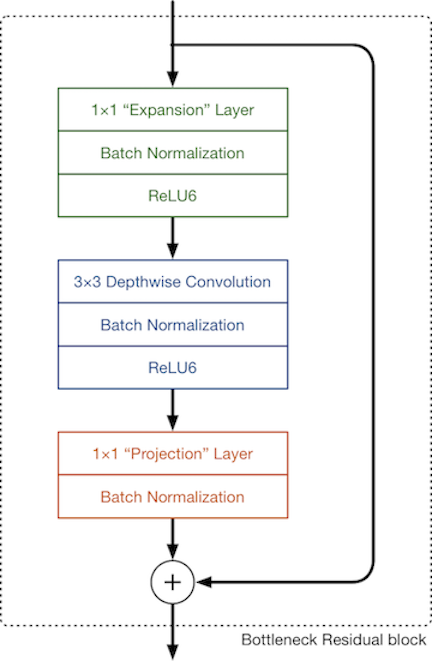 1×1 “Expansion” Layer
Batch Normalization
ReLU6
3×3 Depthwise Convolution
Batch Normalization
ReLU6
1×1 “Projection” Layer
Batch Normalization
+
Bottleneck Residual block